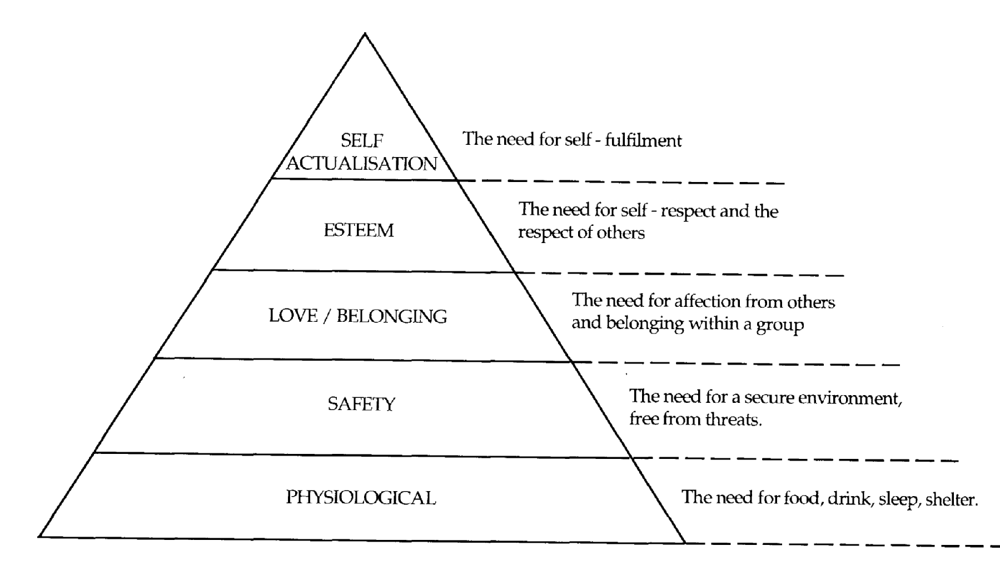 SELF
ACTUALISATION
The need for self - fulfilment
ESTEEM
The need for self - respect and the
respect of others
LOVE / BELONGING
The need for affection from others
and belonging within a group
SAFETY
The need for a secure environment,
free from threats.
PHYSIOLOGICAL
The need for food, drink, sleep, shelter.